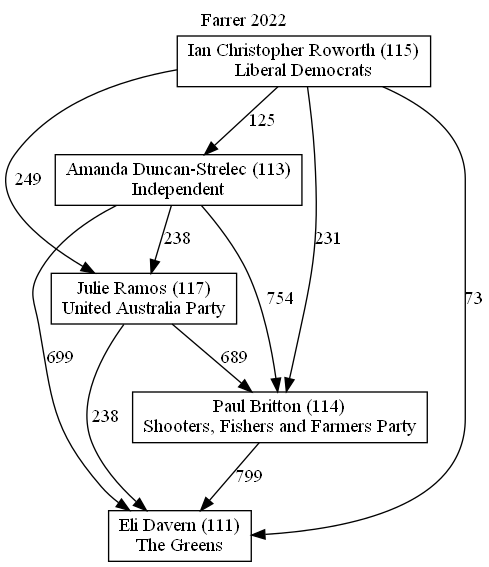 Farrer 2022
Ian Christopher Roworth (115)
Liberal Democrats
125
Amanda Duncan-Strelec (113)
Independent
249
238
231
Julie Ramos (117)
United Australia Party
754
73
699
689
238
Paul Britton (114)
Shooters, Fishers and Farmers Party
799
Eli Davern (111)
The Greens